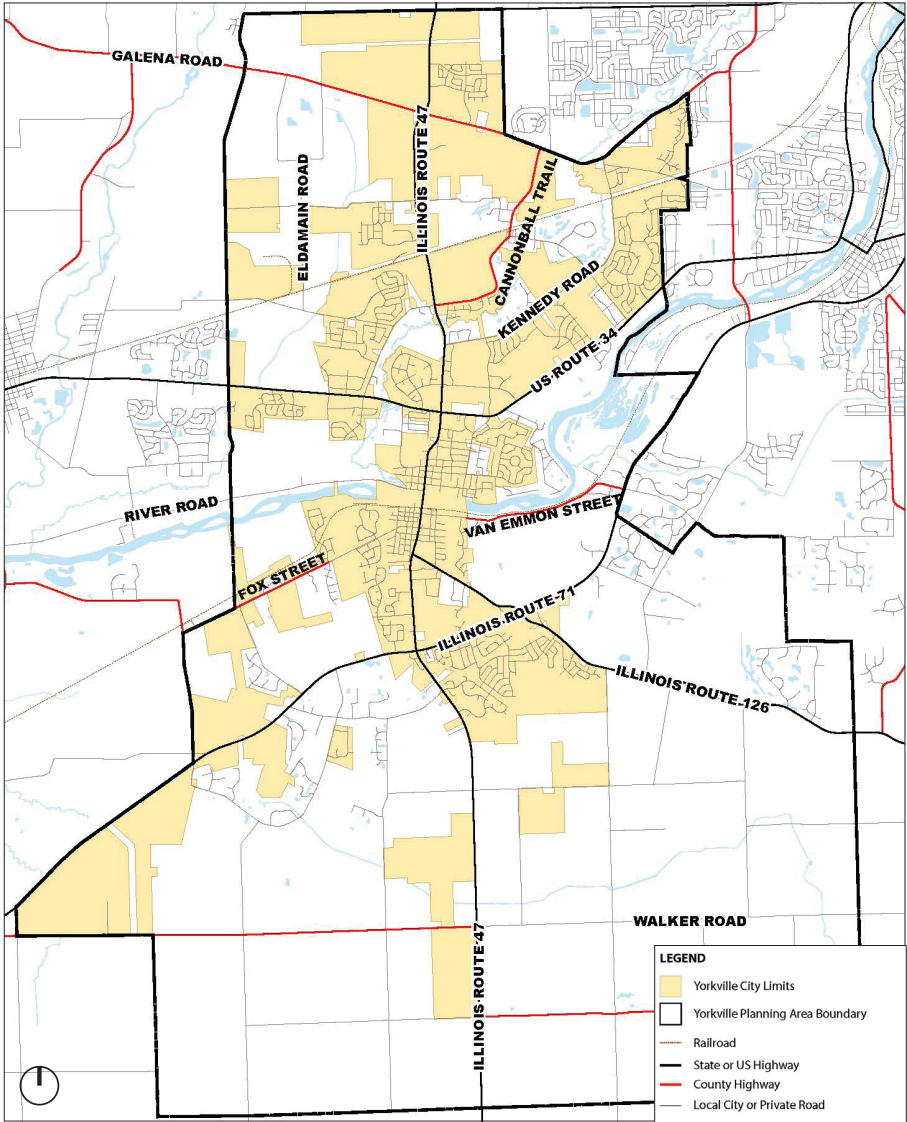 GALENA ROAD
ILLINOIS ROUTE 47
ELDAMAIN ROAD
CANNONBALL TRAIL
KENNEDY ROAD
US ROUTE 34
RIVER ROAD
VAN EMMON STREET
FOX STREET
ILLINOIS ROUTE 71
ILLINOIS ROUTE 126
WALKER ROAD
ILLINOIS ROUTE 47
LEGEND
Yorkville City Limits
Yorkville Planning Area Boundary
Railroad
State or US Highway
County Highway
Local City or Private Road